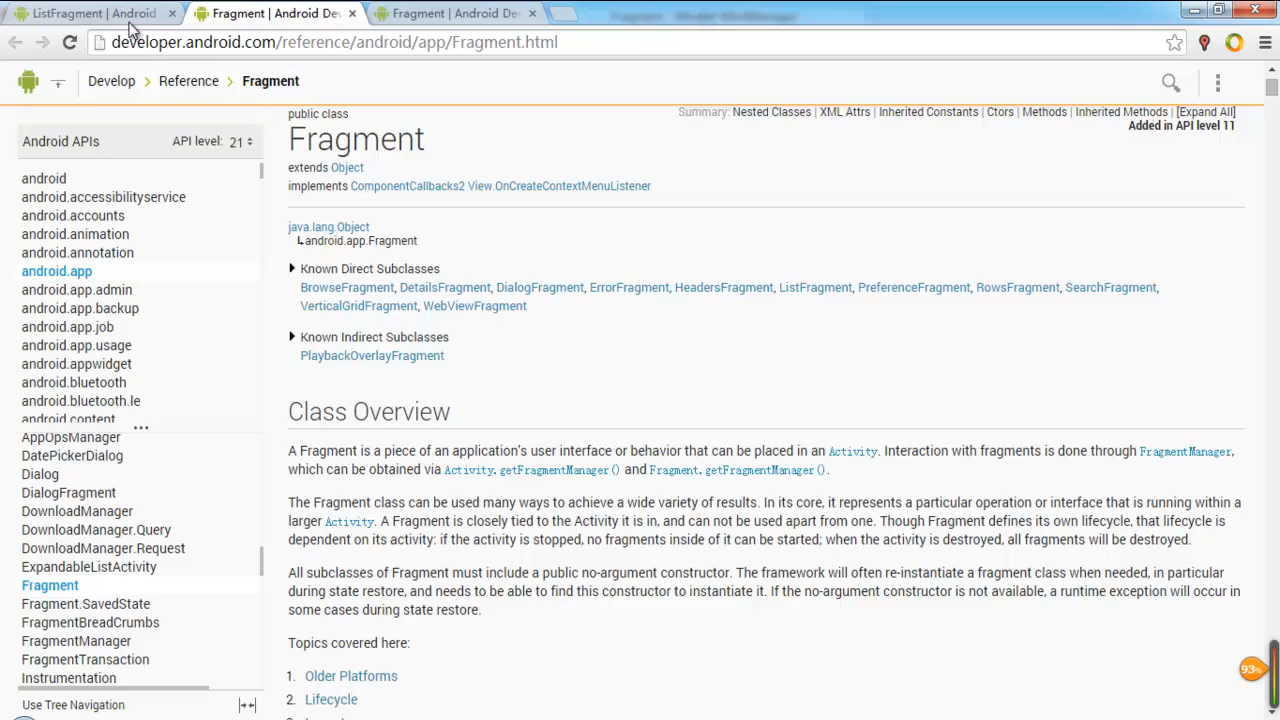 ListFragment | Android
Fragment | Android Dev
Fragment | Android De
developer.android.com/reference/android/app/Fragment.html
Develop > Reference > Fragment
Android APIs
API level: 21
android
android.accessibilityservice
android.accounts
android.animation
android.annotation
android.app
android.app.admin
android.app.backup
android.app.job
android.app.usage
android.appwidget
android.bluetooth
android.bluetooth.le
android.content
AppOpsManager
DatePickerDialog
Dialog
DialogFragment
DownloadManager
DownloadManager.Query
DownloadManager.Request
ExpandableListActivity
Fragment
Fragment.SavedState
FragmentBreadCrumbs
FragmentManager
FragmentTransaction
Instrumentation
Use Tree Navigation
public class
Summary: Nested Classes | XML Attrs | Inherited Constants | Ctors | Methods | Inherited Methods | [Expand All]
Fragment
Added in API level 11
extends Object
implements ComponentCallbacks2 View.OnCreateContextMenuListener
java.lang.Object
↳android.app.Fragment
Known Direct Subclasses
BrowseFragment, DetailsFragment, DialogFragment, ErrorFragment, HeadersFragment, ListFragment, PreferenceFragment, RowsFragment, SearchFragment,
VerticalGridFragment, WebViewFragment
Known Indirect Subclasses
PlaybackOverlayFragment
Class Overview
A Fragment is a piece of an application's user interface or behavior that can be placed in an Activity. Interaction with fragments is done through FragmentManager,
which can be obtained via Activity.getFragmentManager() and Fragment.getFragmentManager().
The Fragment class can be used many ways to achieve a wide variety of results. In its core, it represents a particular operation or interface that is running within a
larger Activity. A Fragment is closely tied to the Activity it is in, and can not be used apart from one. Though Fragment defines its own lifecycle, that lifecycle is
dependent on its activity: if the activity is stopped, no fragments inside of it can be started; when the activity is destroyed, all fragments will be destroyed.
All subclasses of Fragment must include a public no-argument constructor. The framework will often re-instantiate a fragment class when needed, in particular
during state restore, and needs to be able to find this constructor to instantiate it. If the no-argument constructor is not available, a runtime exception will occur in
some cases during state restore.
Topics covered here:
1. Older Platforms
2. Lifecycle
93%